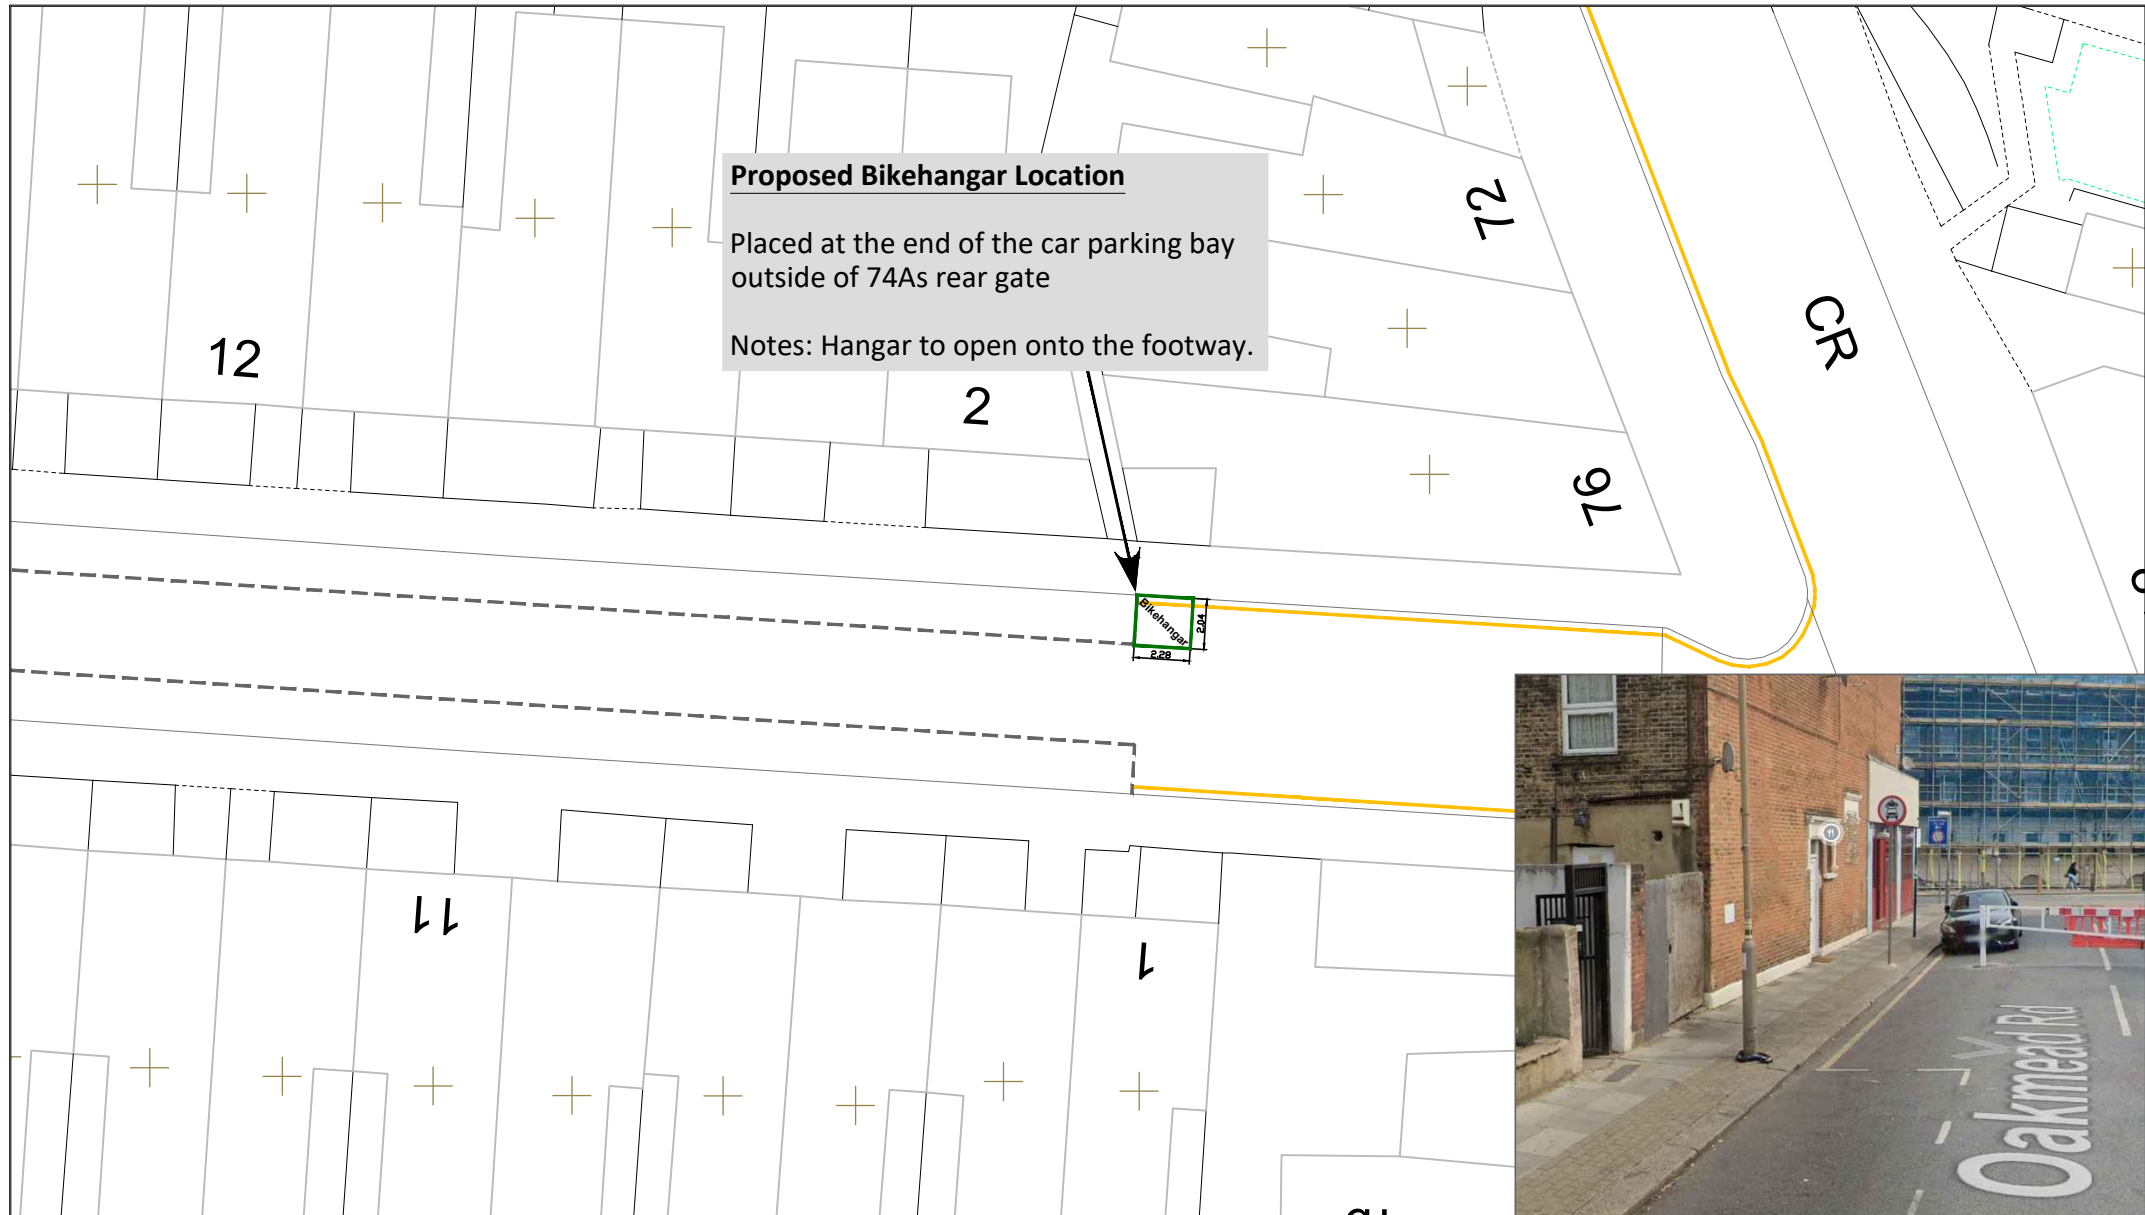 Proposed Bikehangar Location
Placed at the end of the car parking bay
outside of 74As rear gate
Notes: Hangar to open onto the footway.
72
CR
12
2
76
Bikehangar
2.04
2.28
11
1
Oakmead Rd